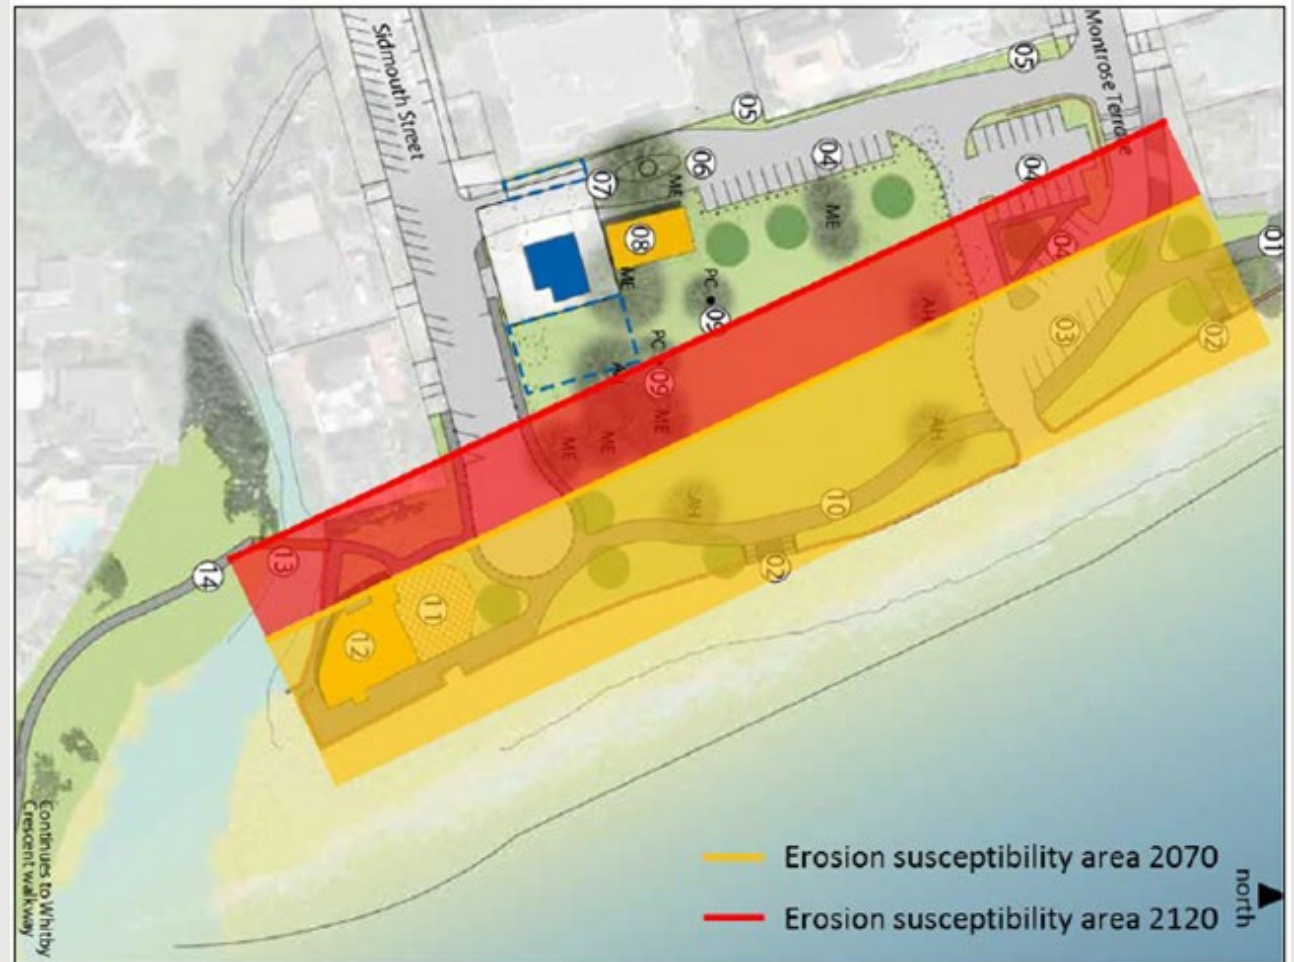 Sidmouth Street
Montrose Terrace
05
05
04
06
ME
07
04
ME
08
ME
PC
09
04
01
AH
03
02
PC
09
ME
ME
ME
AH
AH
10
02
13
14
11
12
Continues to Whitby
Crescent walkway
Erosion susceptibility area 2070
Erosion susceptibility area 2120
north